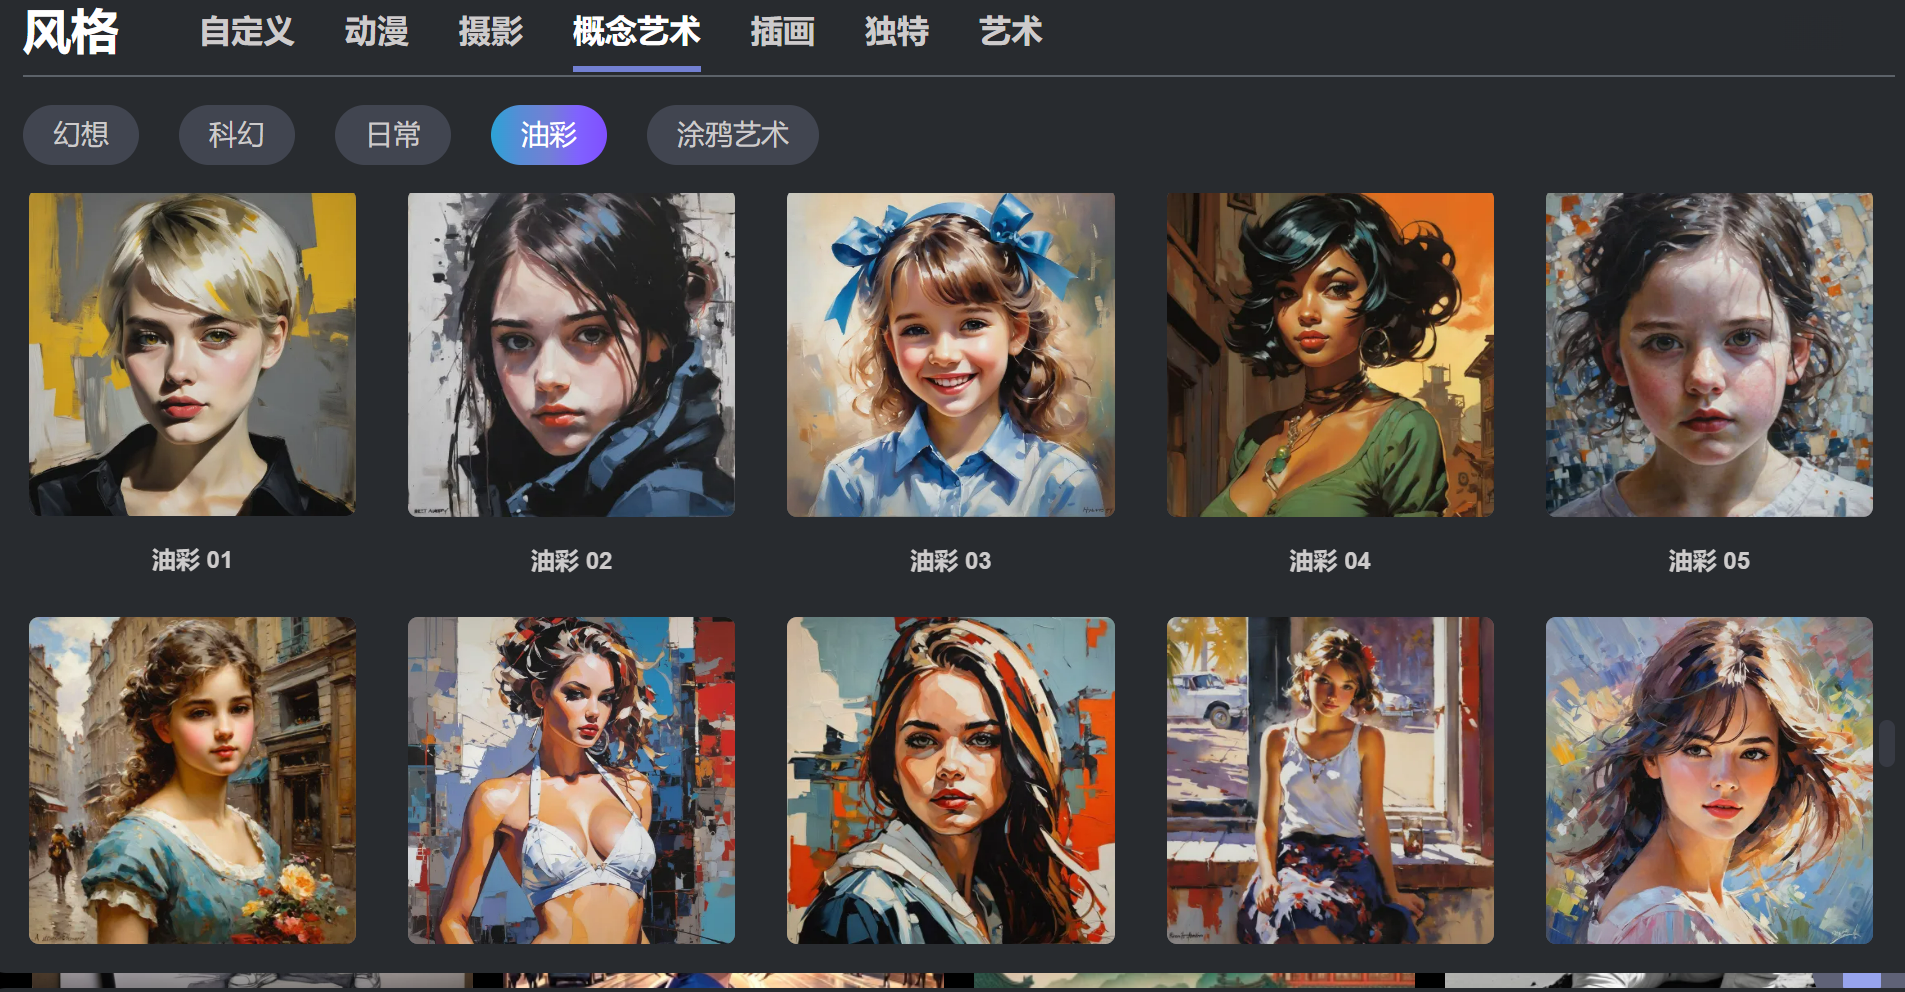 风格 自定义 动漫 摄影 概念艺术 插画 独特 艺术
幻想 科幻 日常 油彩 涂鸦艺术
油彩 01 油彩 02 油彩 03 油彩 04 油彩 05